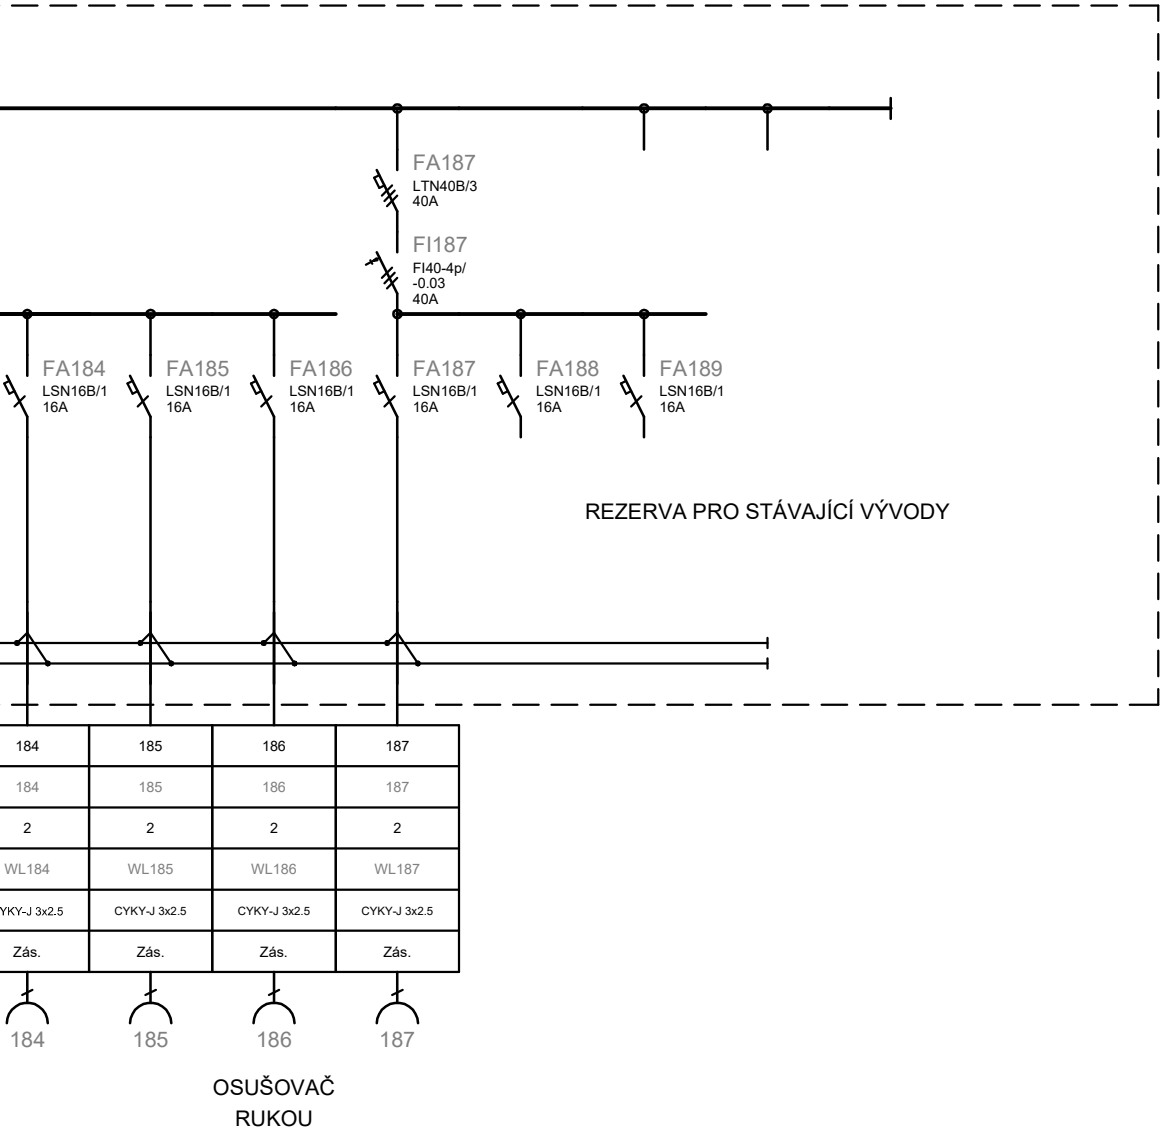 FA187
LTN40B/3
40A
FI187
FI40-4p/
-0.03
40A
FA184
LSN16B/1
16A
FA185
LSN16B/1
16A
FA186
LSN16B/1
16A
FA187
LSN16B/1
16A
FA188
LSN16B/1
16A
FA189
LSN16B/1
16A
REZERVA PRO STÁVAJÍCÍ VÝVODY
184 185 186 187
184 185 186 187
2 2 2 2
WL184 WL185 WL186 WL187
YKY-J 3x2.5 CYKY-J 3x2.5 CYKY-J 3x2.5 CYKY-J 3x2.5
Zás. Zás. Zás. Zás.
184 185 186 187
OSUŠOVAČ
RUKOU